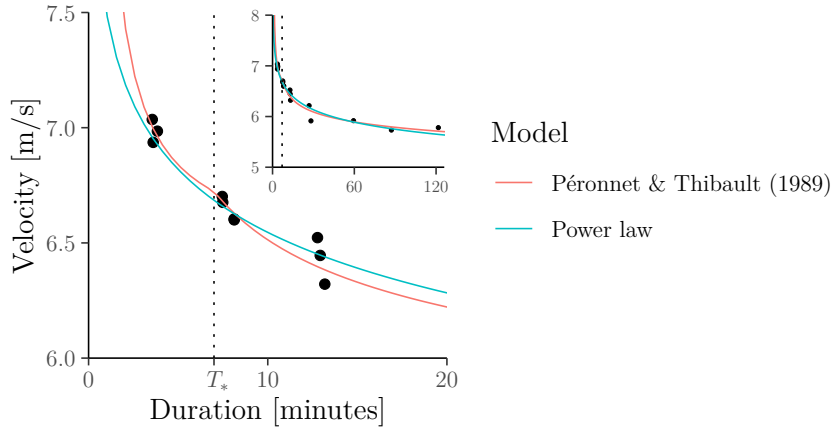 7.5
7.0
6.5
6.0
Velocity [m/s]
0
T*
10
20
Duration [minutes]
8
7
6
5
0
60
120
Model
Péronnet & Thibault (1989)
Power law